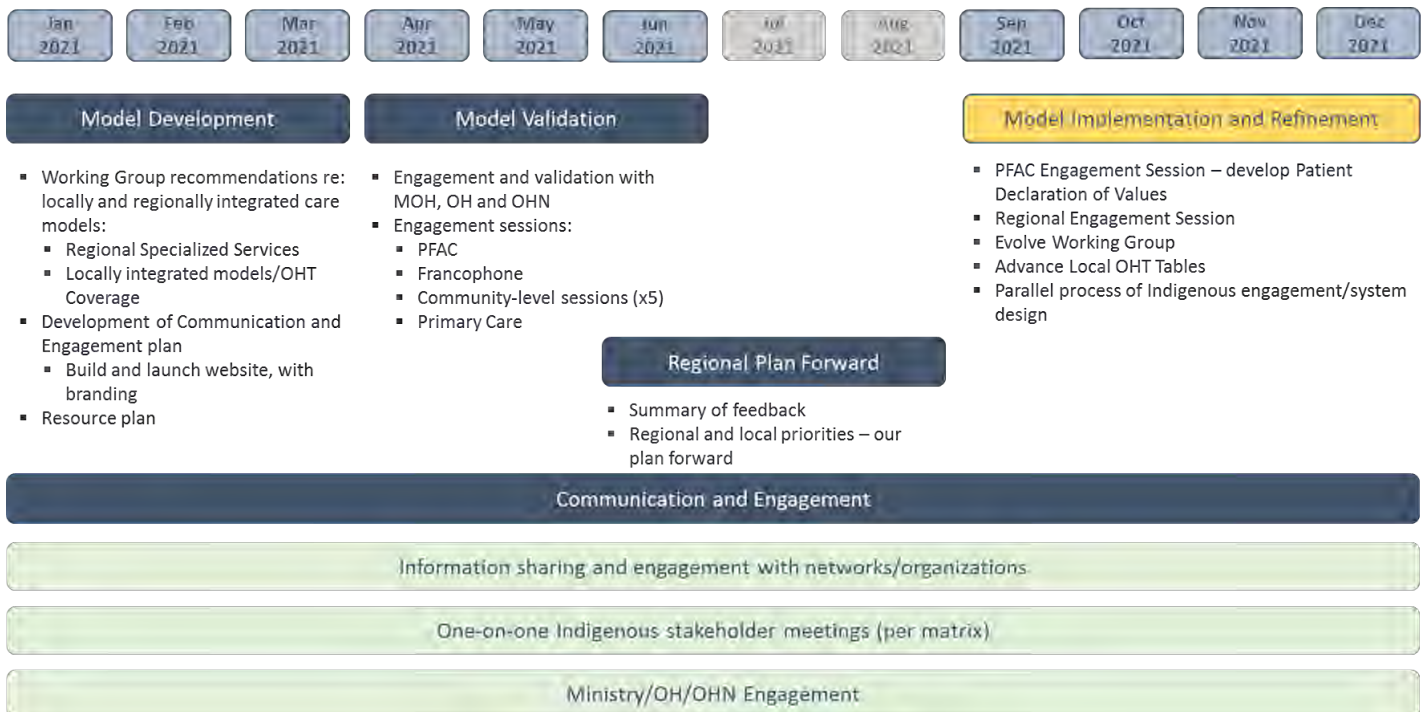 Jan
2021
Feb
2021
Mar
2021
Apr
2021
May
2021
Jun
2021
Jul
2021
Aug
2021
Sep
2021
Oct
2021
Nov
2021
Dec
2021
Model Development
▪ Working Group recommendations re:
locally and regionally integrated care
models:
▪ Regional Specialized Services
▪ Locally integrated models/OHT
Coverage
▪ Development of Communication and
Engagement plan
▪ Build and launch website, with
branding
▪ Resource plan
Model Validation
▪ Engagement and validation with
MOH, OH and OHN
▪ Engagement sessions:
▪ PFAC
▪ Francophone
▪ Community-level sessions (x5)
▪ Primary Care
Regional Plan Forward
▪ Summary of feedback
▪ Regional and local priorities – our
plan forward
Model Implementation and Refinement
▪ PFAC Engagement Session – develop Patient
Declaration of Values
▪ Regional Engagement Session
▪ Evolve Working Group
▪ Advance Local OHT Tables
▪ Parallel process of Indigenous engagement/system
design
Communication and Engagement
Information sharing and engagement with networks/organizations
One-on-one Indigenous stakeholder meetings (per matrix)
Ministry/OH/OHN Engagement